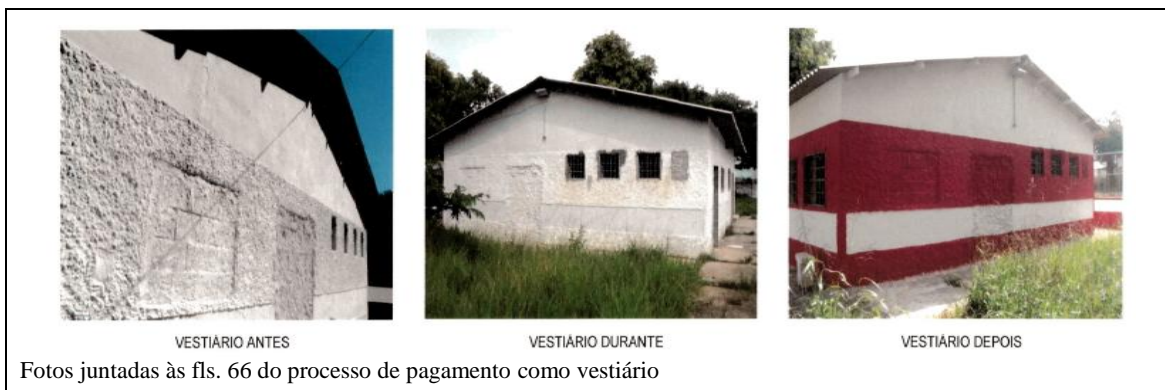 VESTIÁRIO ANTES
VESTIÁRIO DURANTE
VESTIÁRIO DEPOIS
Fotos juntadas às fls. 66 do processo de pagamento como vestiário